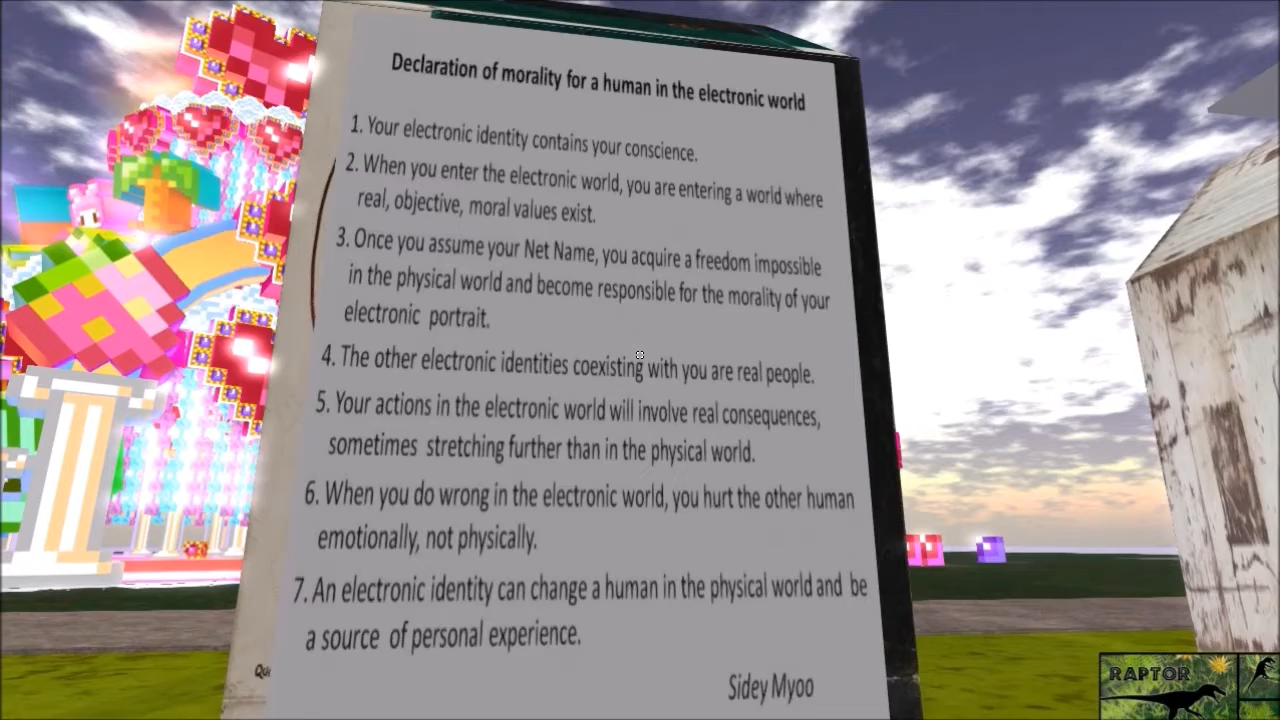 Declaration of morality for a human in the electronic world
1. Your electronic identity contains your conscience.
2. When you enter the electronic world, you are entering a world where
real, objective, moral values exist.
3. Once you assume your Net Name, you acquire a freedom impossible
in the physical world and become responsible for the morality of your
electronic portrait.
4. The other electronic identities coexisting with you are real people.
5. Your actions in the electronic world will involve real consequences,
sometimes stretching further than in the physical world.
6. When you do wrong in the electronic world, you hurt the other human
emotionally, not physically.
7. An electronic identity can change a human in the physical world and be
a source of personal experience.
Sidey Myoo
RAPTOR